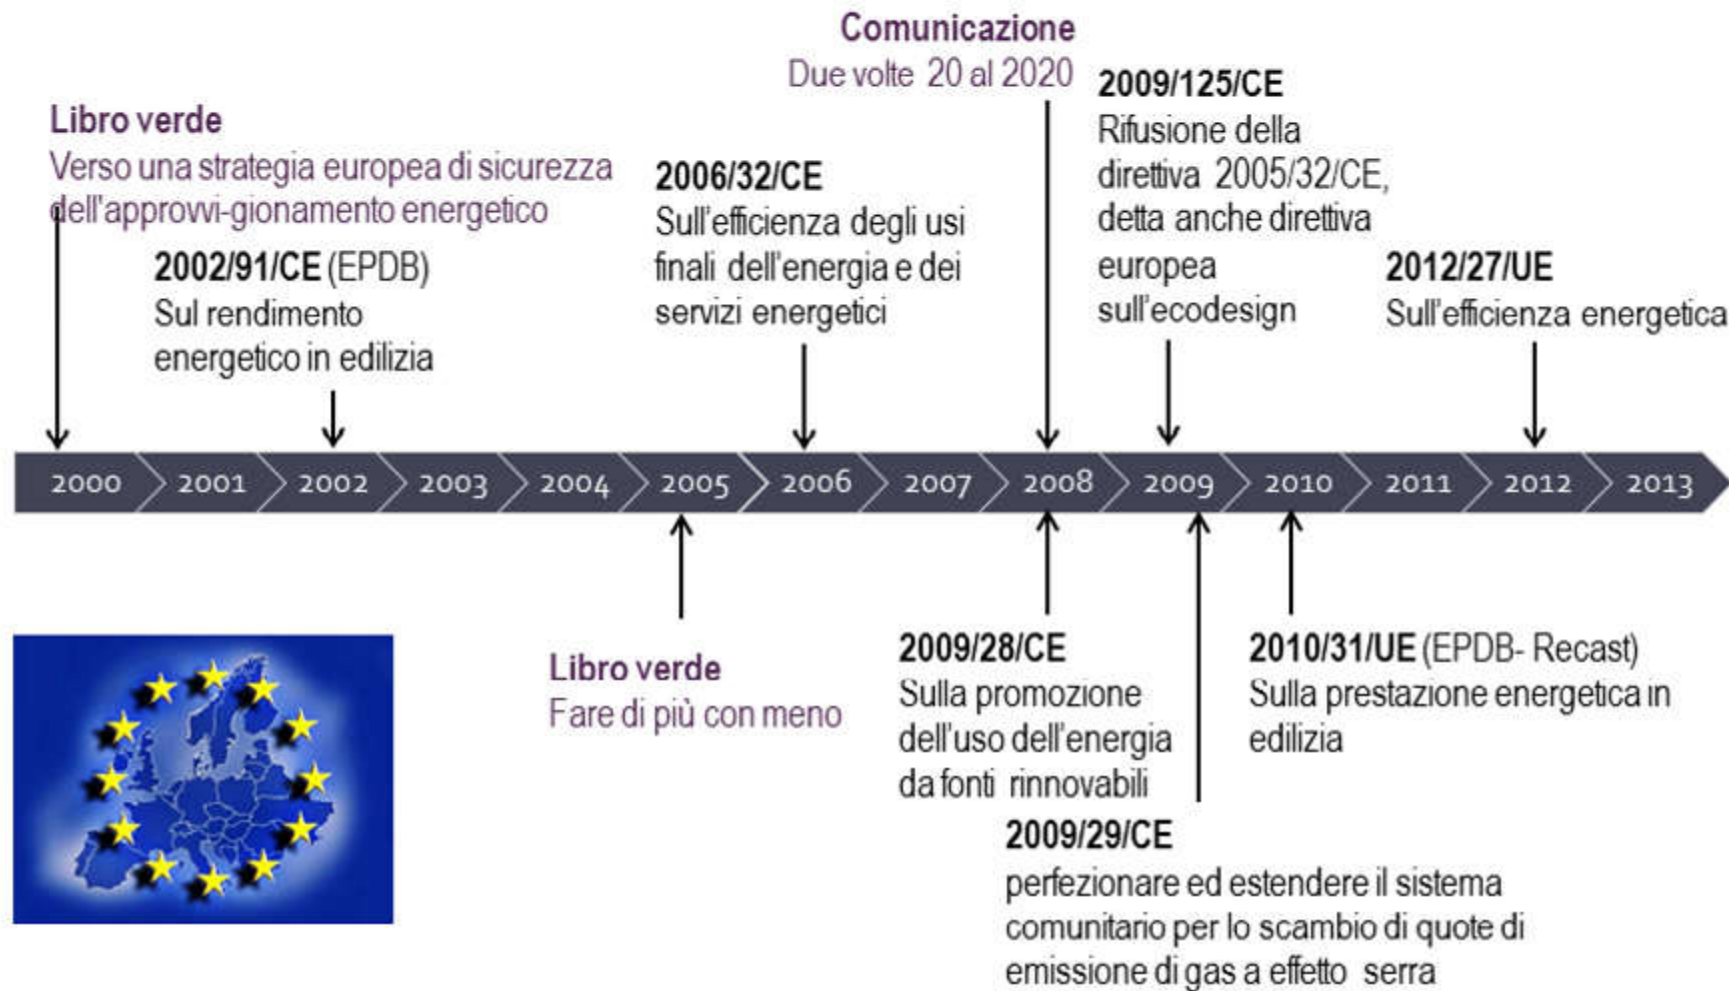 Comunicazione
Due volte 20 al 2020
2009/125/CE
Rifusione della
direttiva 2005/32/CE,
detta anche direttiva
europea
sull'ecodesign
Libro verde
Verso una strategia europea di sicurezza
dell'approvvi-gionamento energetico
2006/32/CE
Sull'efficienza degli usi
finali dell'energia e dei
servizi energetici
2002/91/CE (EPDB)
Sul rendimento
energetico in edilizia
2012/27/UE
Sull'efficienza energetica
2000 2001 2002 2003 2004 2005 2006 2007 2008 2009 2010 2011 2012 2013
Libro verde
Fare di più con meno
2009/28/CE
Sulla promozione
dell'uso dell'energia
da fonti rinnovabili
2010/31/UE (EPDB- Recast)
Sulla prestazione energetica in
edilizia
2009/29/CE
perfezionare ed estendere il sistema
comunitario per lo scambio di quote di
emissione di gas a effetto serra